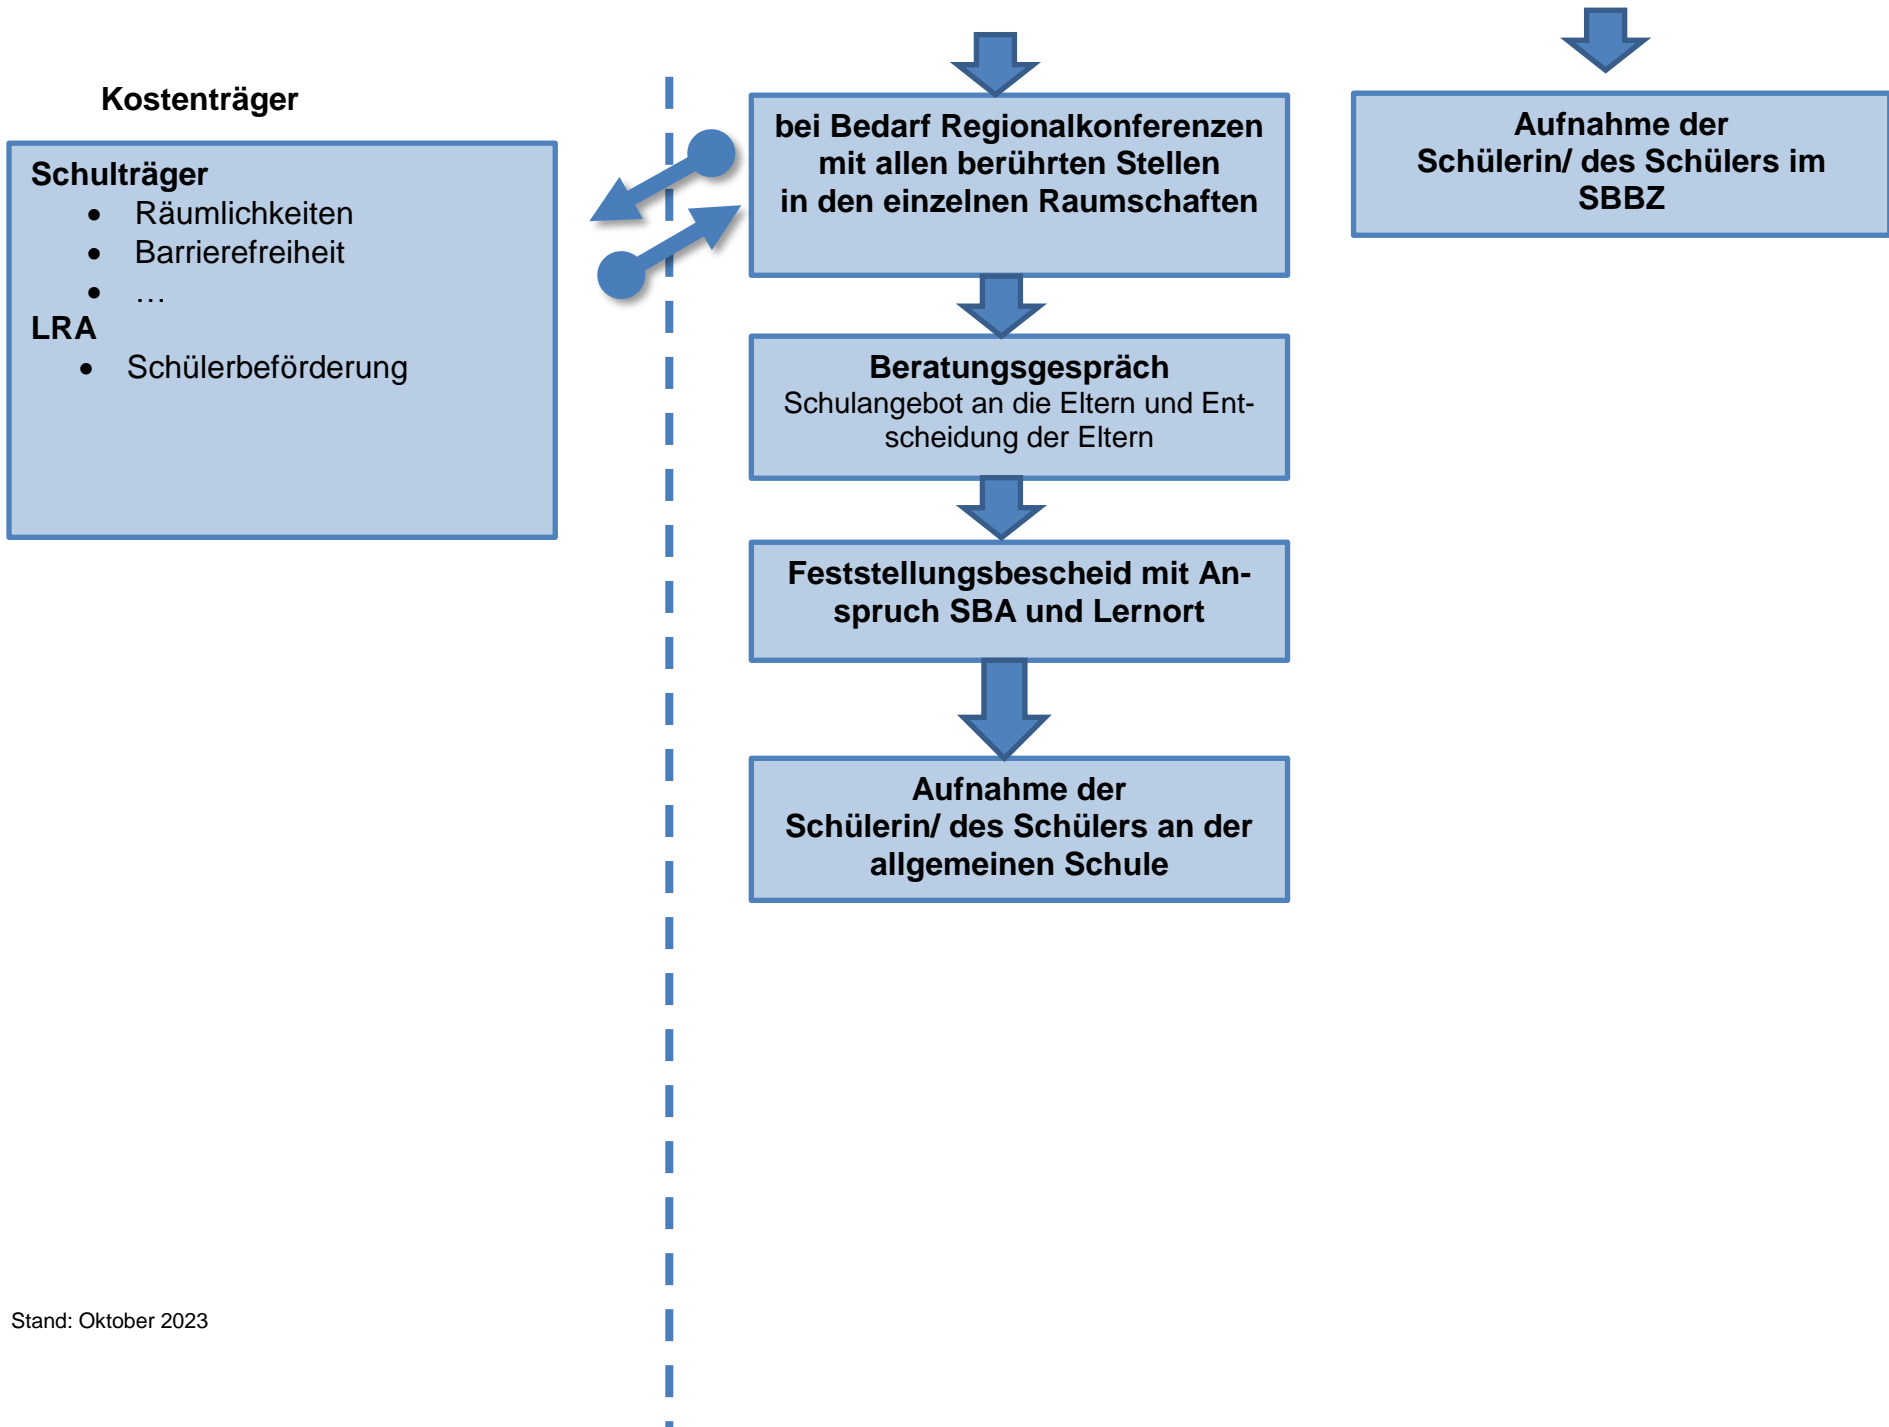 Kostenträger
Schulträger
• Räumlichkeiten
• Barrierefreiheit
• …
LRA
• Schülerbeförderung
bei Bedarf Regionalkonferenzen
mit allen berührten Stellen
in den einzelnen Raumschaften
Beratungsgespräch
Schulangebot an die Eltern und Ent-
scheidung der Eltern
Feststellungsbescheid mit An-
spruch SBA und Lernort
Aufnahme der
Schülerin/ des Schülers an der
allgemeinen Schule
Aufnahme der
Schülerin/ des Schülers im
SBBZ
Stand: Oktober 2023